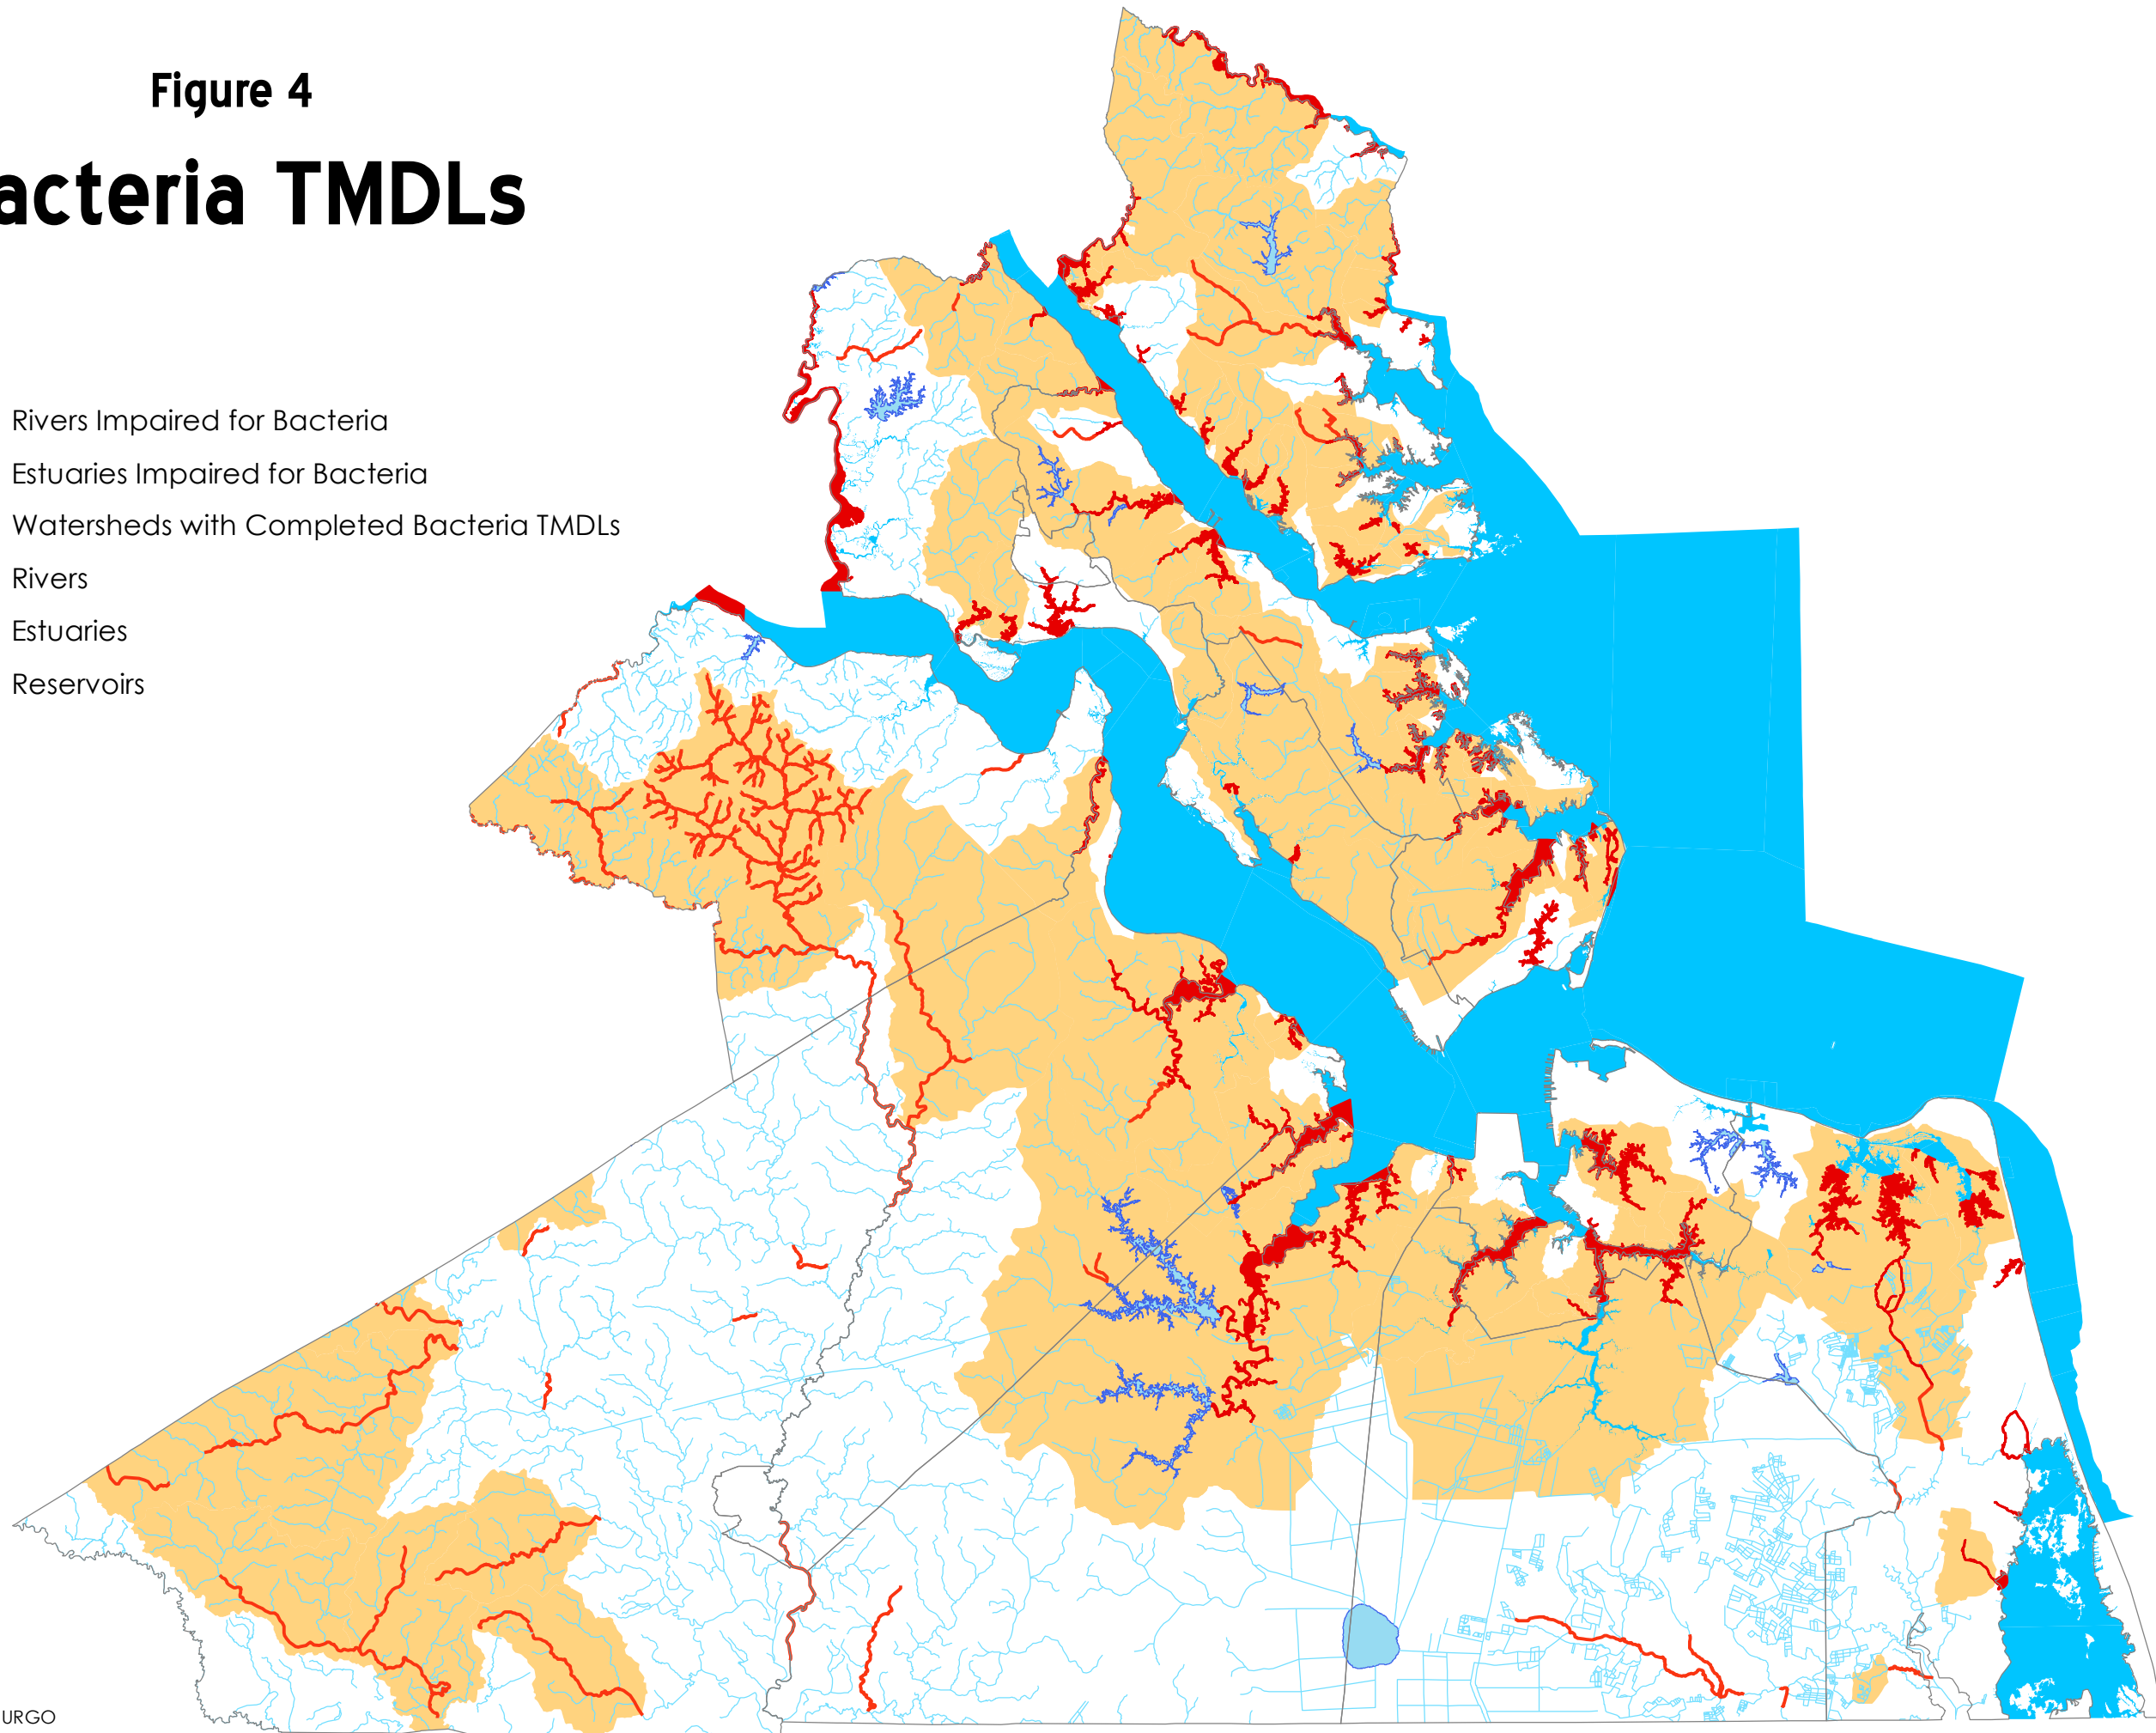 Figure 4
acteria TMDLs
Rivers Impaired for Bacteria
Estuaries Impaired for Bacteria
Watersheds with Completed Bacteria TMDLs
Rivers
Estuaries
Reservoirs
URGO